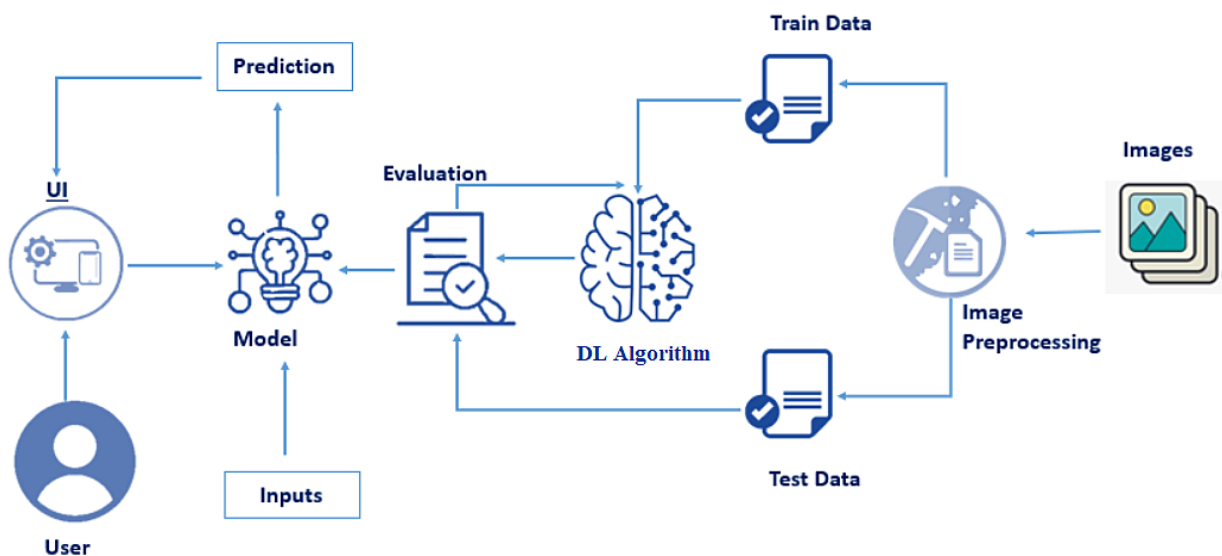 Train Data
Prediction
Images
Evaluation
UI
Image
Preprocessing
Model
DL Algorithm
Test Data
Inputs
User